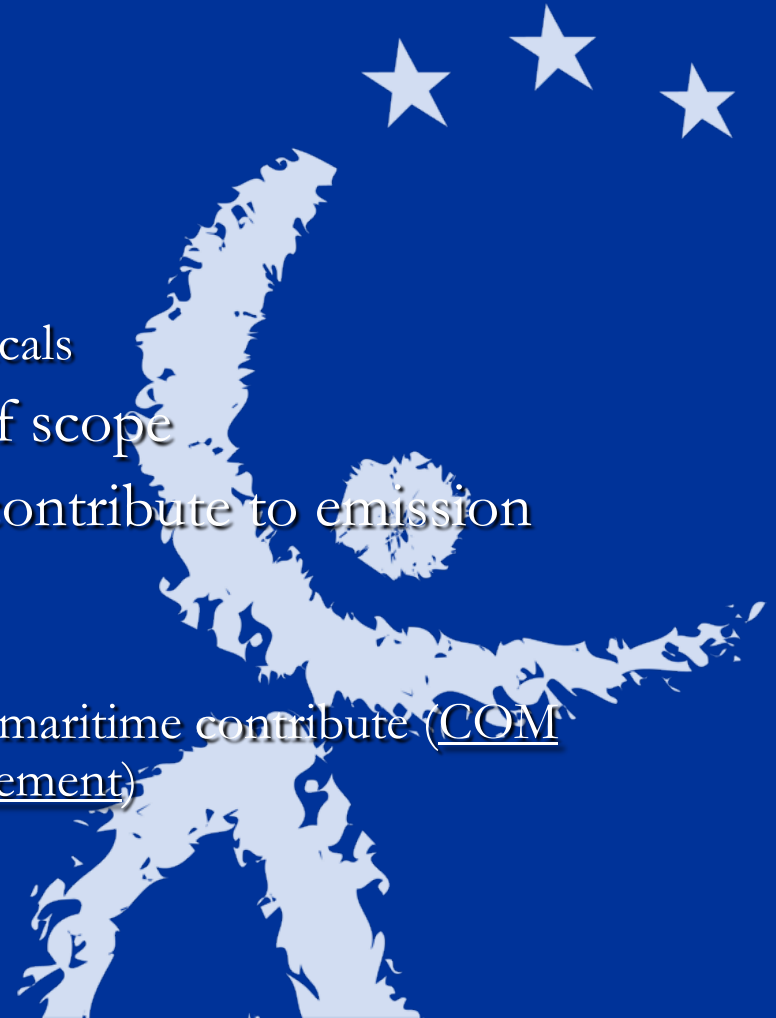 cals
f scope
ontribute to emission
maritime contribute (COM
ement)